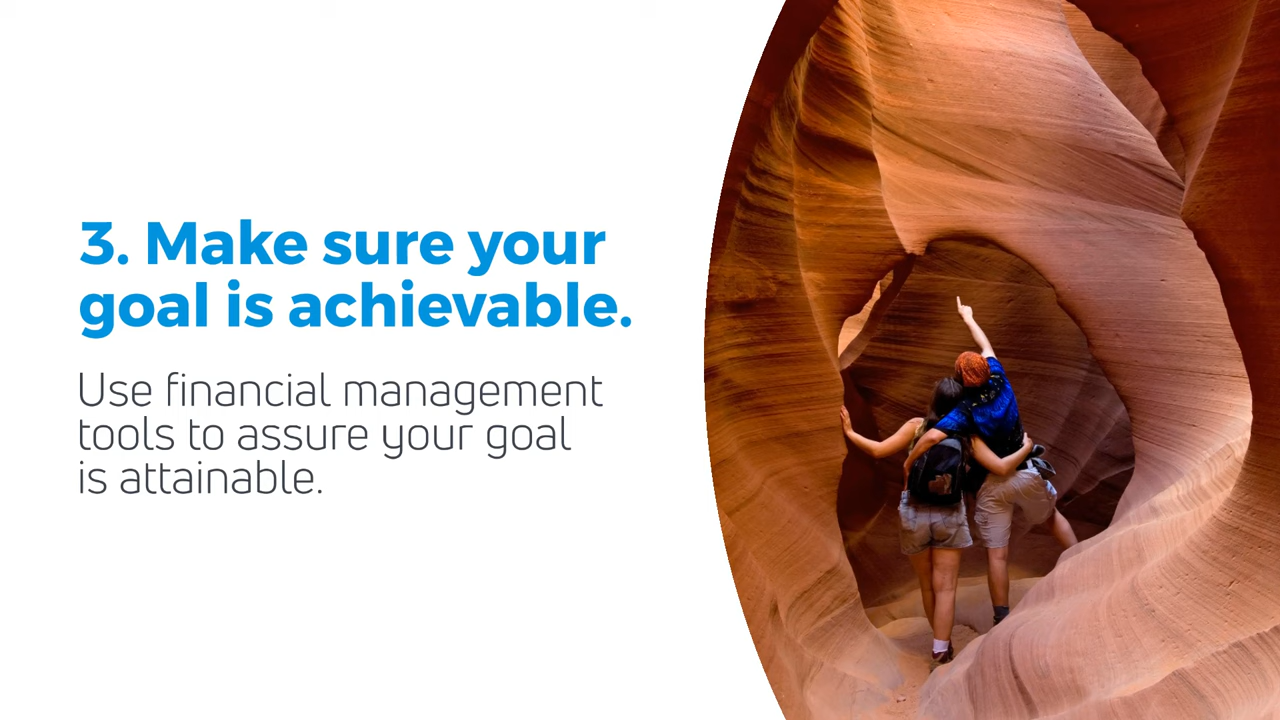 3. Make sure your
goal is achievable.
Use financial management
tools to assure your goal
is attainable.